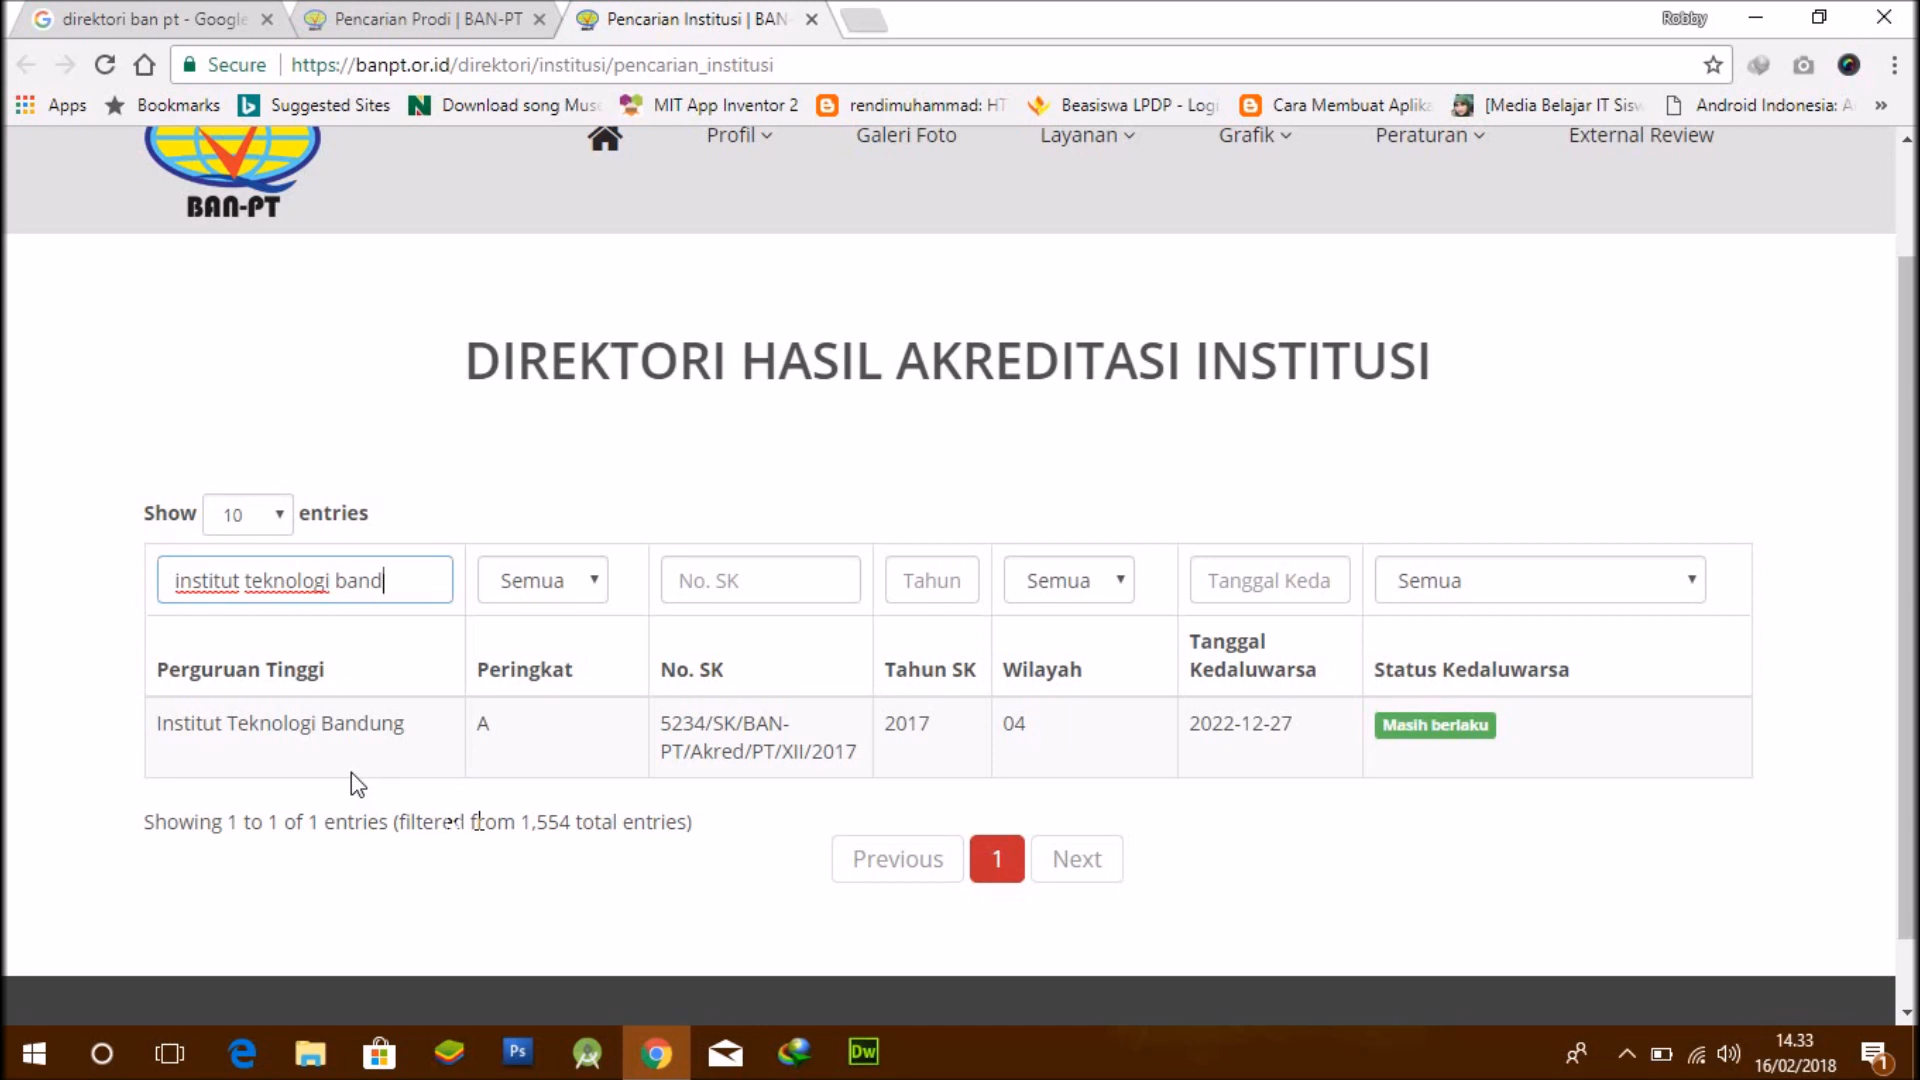 direktori ban pt - Google
Pencarian Prodi | BAN-PT
Pencarian Institusi | BAN-
Robby
Secure
https://banpt.or.id/direktori/institusi/pencarian_institusi
Apps
Bookmarks
Suggested Sites
Download song Muse
MIT App Inventor 2
rendimuhammad: HT
Beasiswa LPDP - Logi
Cara Membuat Aplika
[Media Belajar IT Sisw
Android Indonesia: A
BAN-PT
Profil
Galeri Foto
Layanan
Grafik
Peraturan
External Review
DIREKTORI HASIL AKREDITASI INSTITUSI
Show 10 entries
institut teknologi band
Semua
No. SK
Tahun
Semua
Tanggal Keda
Semua
Perguruan Tinggi
Peringkat
No. SK
Tahun SK
Wilayah
Tanggal
Kedaluwarsa
Status Kedaluwarsa
Institut Teknologi Bandung
A
5234/SK/BAN-
PT/Akred/PT/XII/2017
2017
04
2022-12-27
Masih berlaku
Showing 1 to 1 of 1 entries (filtered from 1,554 total entries)
Previous
1
Next
Ps
Dw
14.33
16/02/2018
1